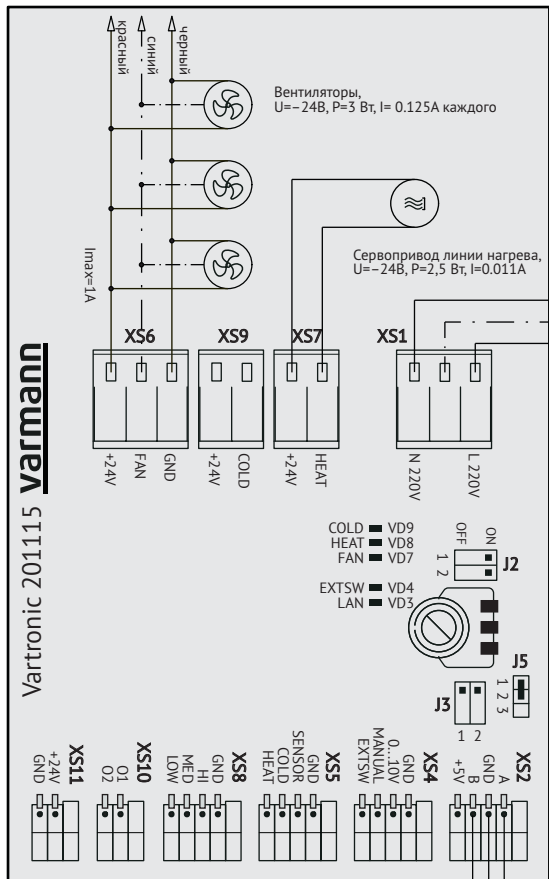 красный
синий
черный
Вентиляторы,
U=–24В, P=3 Вт, I= 0.125А каждого
Imax=1A
Сервопривод линии нагрева,
U=–24В, P=2,5 Вт, I=0.011А
XS6
XS9
XS7
XS1
+24V
FAN
GND
+24V
COLD
+24V
HEAT
N 220V
L 220V
Vartronic 201115 varmann
COLD VD9
HEAT VD8
FAN VD7
EXTSW VD4
LAN VD3
OFF
ON
1
2
J2
J5
1 2 3
J3
1 2
XS11
GND
+24V
XS10
O2
O1
XS8
LOW
MED
HI
GND
XS5
HEAT
COLD
SENSOR
GND
XS4
EXTSW
MANUAL
0...10V
GND
XS2
+5V
B
GND
A